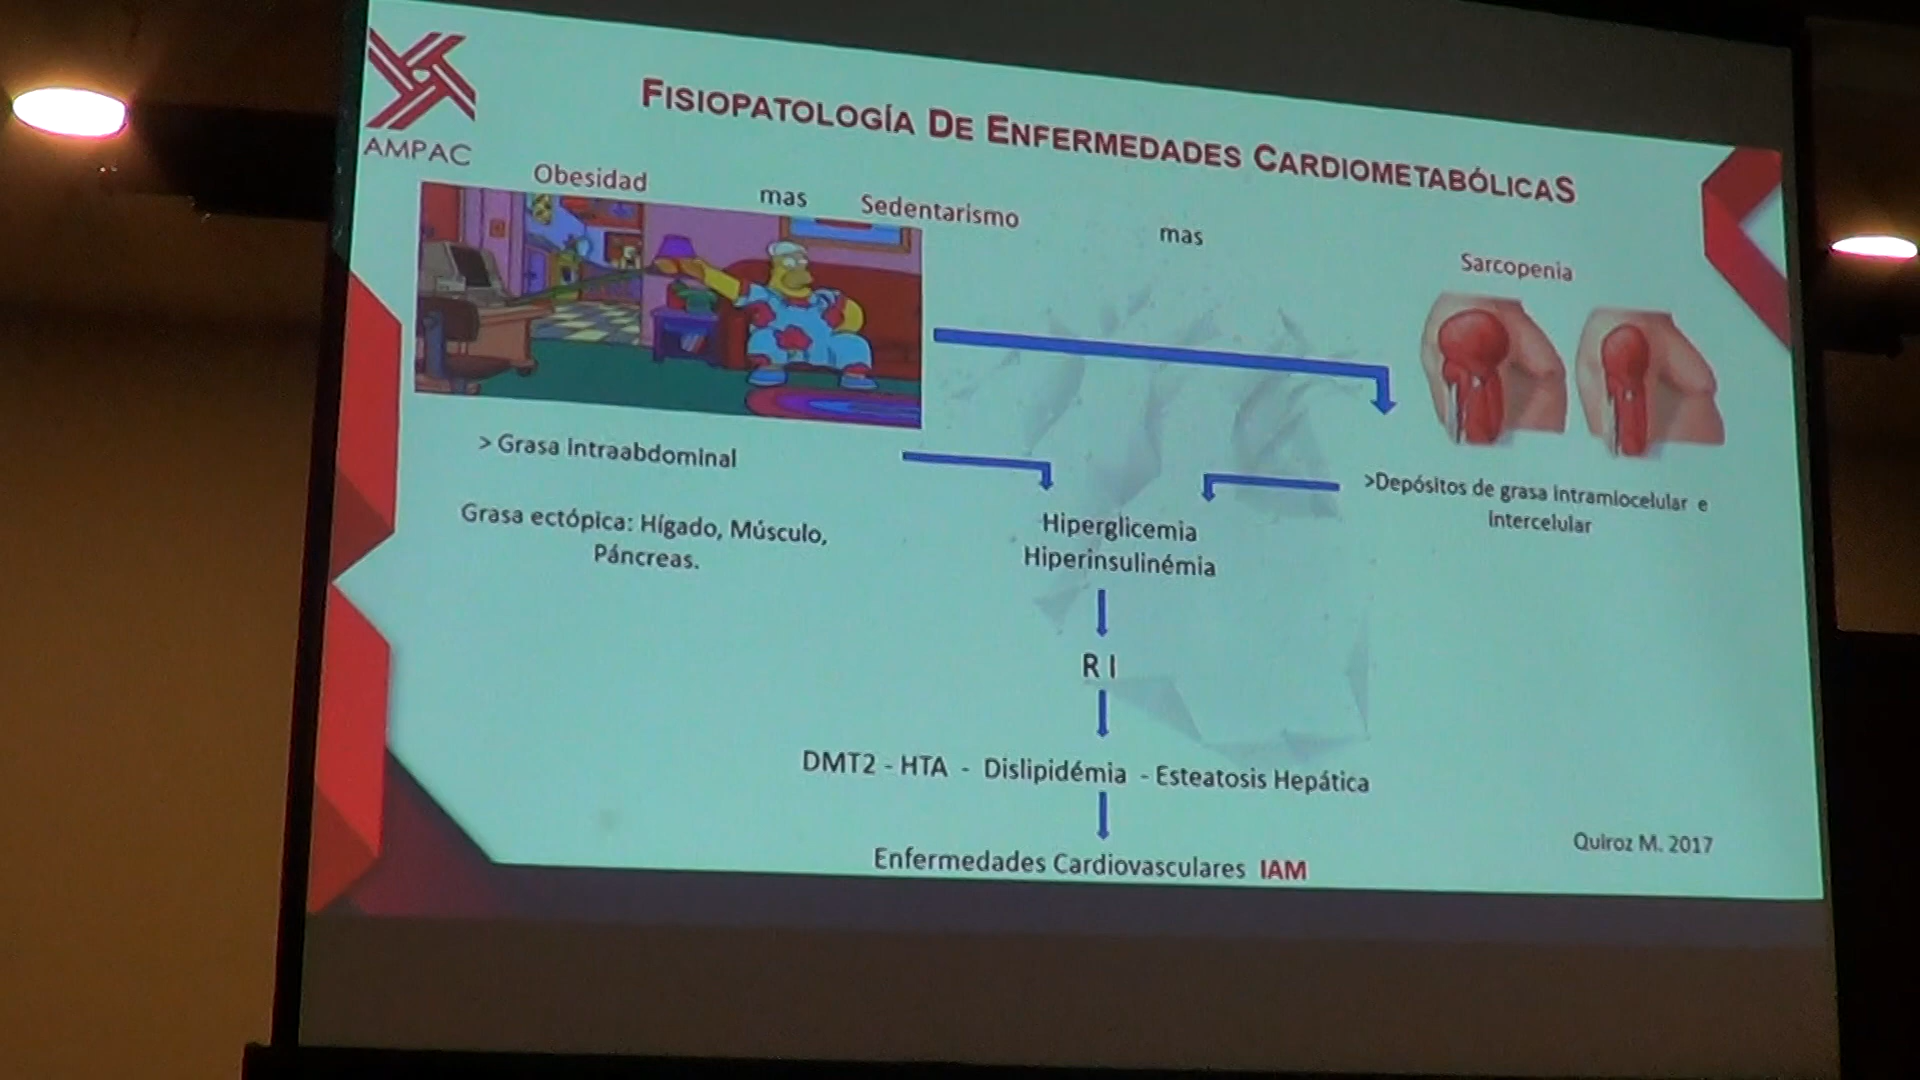 AMPAC
FISIOPATOLOGÍA DE ENFERMEDADES CARDIOMETABÓLICAS
Obesidad mas Sedentarismo mas Sarcopenia
> Grasa Intraabdominal
Grasa ectópica: Hígado, Músculo,
Páncreas.
>Depósitos de grasa intramiocelular e
Intercelular
Hiperglicemia
Hiperinsulinémia
R I
DMT2 - HTA - Dislipidémia - Esteatosis Hepática
Enfermedades Cardiovasculares IAM
Quiroz M. 2017